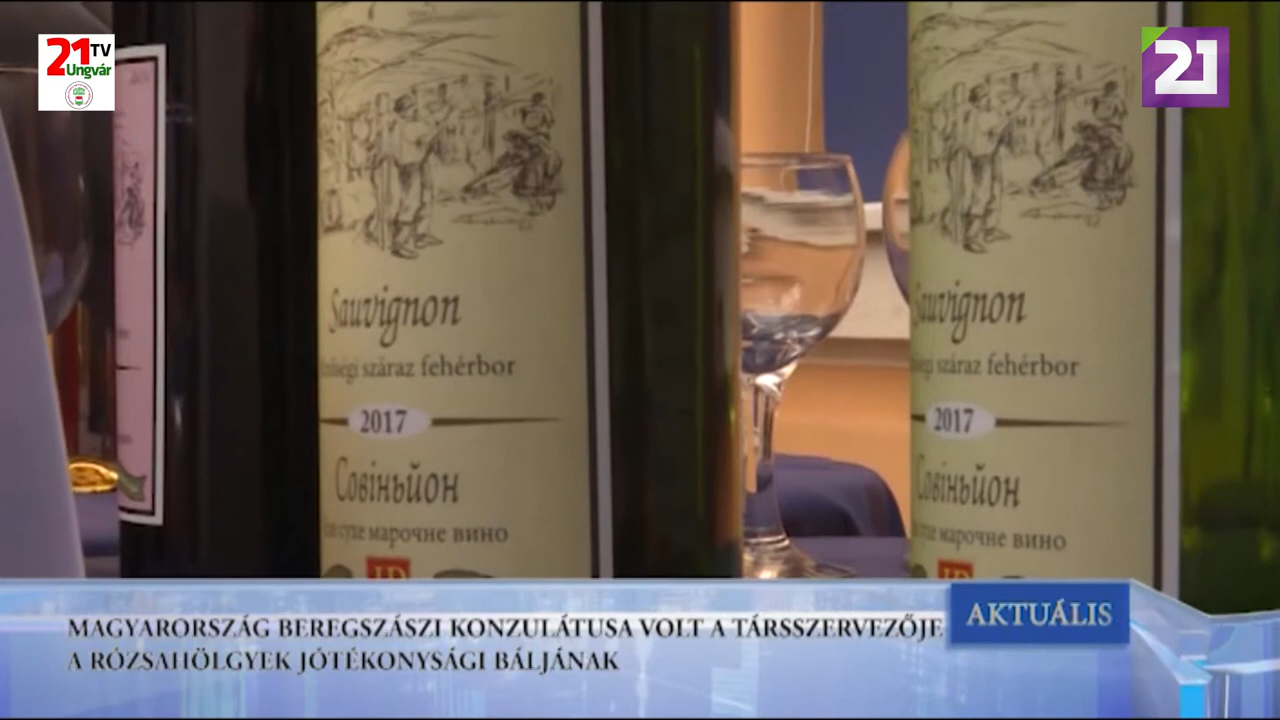 21 TV
Ungvár
21
Sauvignon
száraz fehérbor
2017
Совіньйон
сухе марочне вино
Sauvignon
száraz fehérbor
2017
Совіньйон
марочне вино
AKTUÁLIS
MAGYARORSZÁG BEREGSZÁSZI KONZULÁTUSA VOLT A TÁRSSZERVEZŐJE
A RÓZSAHÖLGYEK JÓTÉKONYSÁGI BÁLJÁNAK